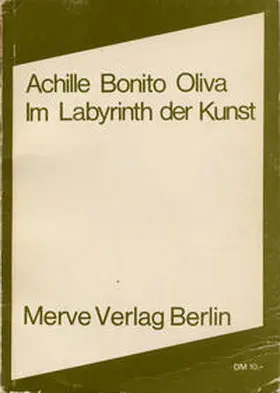 Achille Bonito Oliva
Im Labyrinth der Kunst
Merve Verlag Berlin
DM 10,-